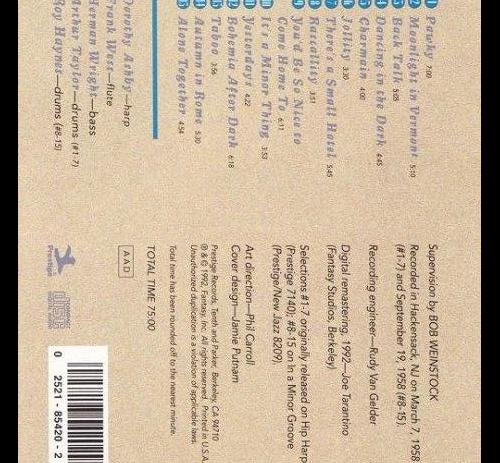 1 Pawky 7:00
2 Moonlight in Vermont 5:10
3 Back Talk 5:08
4 Dancing in the Dark 4:45
5 Charmain 4:00
6 Jollity 3:30
7 There's a Small Hotel 5:45
8 Rascallity 3:51
9 You'd Be So Nice to
Come Home To 6:11
10 It's a Minor Thing 3:53
11 Yesterdays 4:22
12 Bohemia After Dark 6:18
13 Taboo 3:56
14 Autumn in Rome 5:30
15 Alone Together 4:54
Dorothy Ashby—harp
Frank West—flute
Herman Wright—bass
Arthur Taylor—drums (#1-7)
Roy Haynes—drums (#8-15)
Supervision by BOB WEINSTOCK
Recorded in Hackensack, NJ on March 7, 1958
(#1-7) and September 19, 1958 (#8-15).
Recording engineer—Rudy Van Gelder
Digital remastering, 1992—Joe Tarantino
(Fantasy Studios, Berkeley)
Selections #1-7 originally released on Hip Harp
(Prestige 7140); #8-15 on In a Minor Groove
(Prestige/New Jazz 8209).
Art direction—Phil Carroll
Cover design—Jamie Putnam
Prestige Records, Tenth and Parker, Berkeley, CA 94710
℗ & © 1992, Fantasy, Inc. All rights reserved. Printed in U.S.A.
Unauthorized duplication is a violation of applicable laws.
Total time has been rounded off to the nearest minute.
TOTAL TIME 75:00
AAD
Prestige
0 2521-85420-2